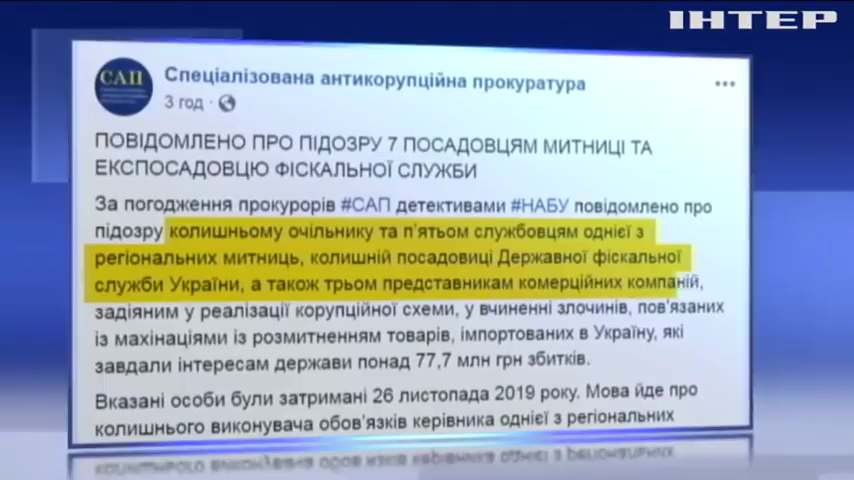 ІНТЕР
САП
Спеціалізована антикорупційна прокуратура
3 год ·
ПОВІДОМЛЕНО ПРО ПІДОЗРУ 7 ПОСАДОВЦЯМ МИТНИЦІ ТА
ЕКСПОСАДОВЦЮ ФІСКАЛЬНОЇ СЛУЖБИ
За погодження прокурорів #САП детективами #НАБУ повідомлено про
підозру колишньому очільнику та п'ятьом службовцям однієї з
регіональних митниць, колишній посадовиці Державної фіскальної
служби України, а також трьом представникам комерційних компаній,
задіяним у реалізації корупційної схеми, у вчиненні злочинів, пов'язаних
із махінаціями із розмитненням товарів, імпортованих в Україну, які
завдали інтересам держави понад 77,7 млн грн збитків.
Вказані особи були затримані 26 листопада 2019 року. Мова йде про
колишнього виконувача обов'язків керівника однієї з регіональних